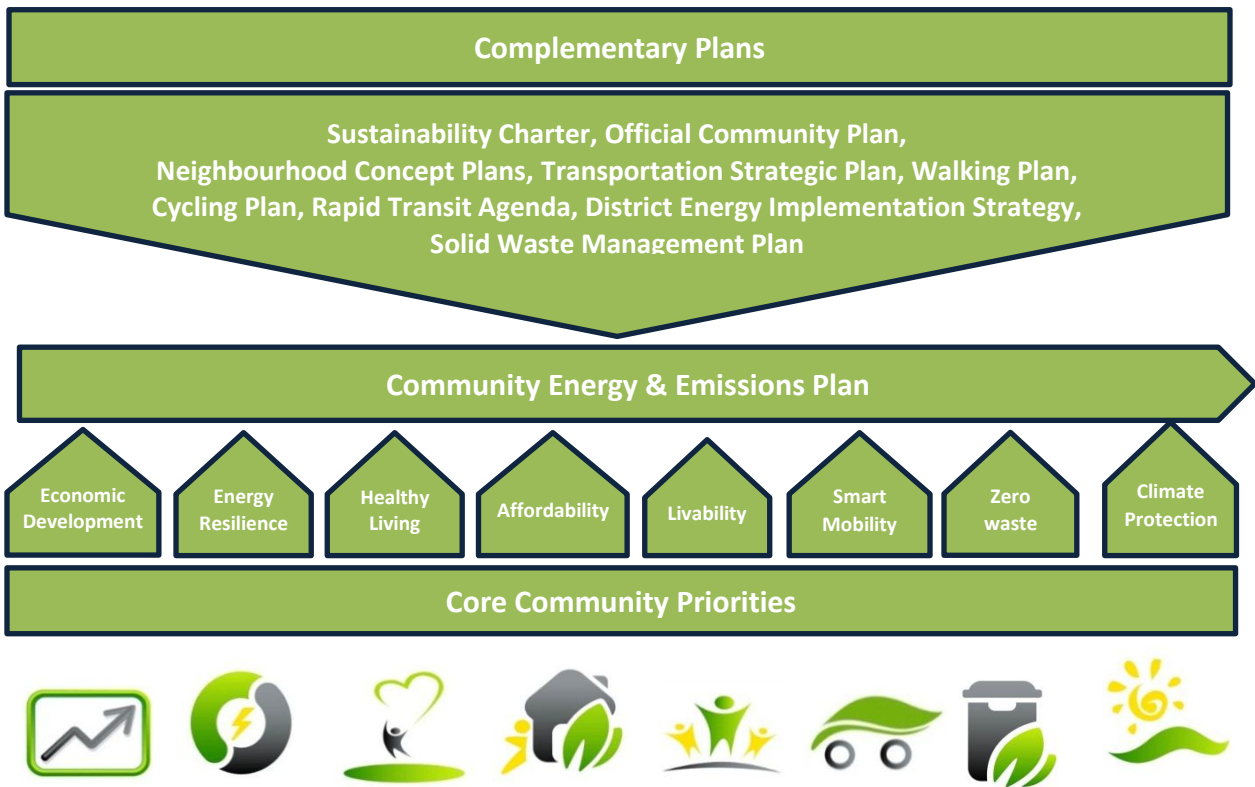 Complementary Plans
Sustainability Charter, Official Community Plan,
Neighbourhood Concept Plans, Transportation Strategic Plan, Walking Plan,
Cycling Plan, Rapid Transit Agenda, District Energy Implementation Strategy,
Solid Waste Management Plan
Community Energy & Emissions Plan
Economic
Development
Energy
Resilience
Healthy
Living
Affordability
Livability
Smart
Mobility
Zero
waste
Climate
Protection
Core Community Priorities